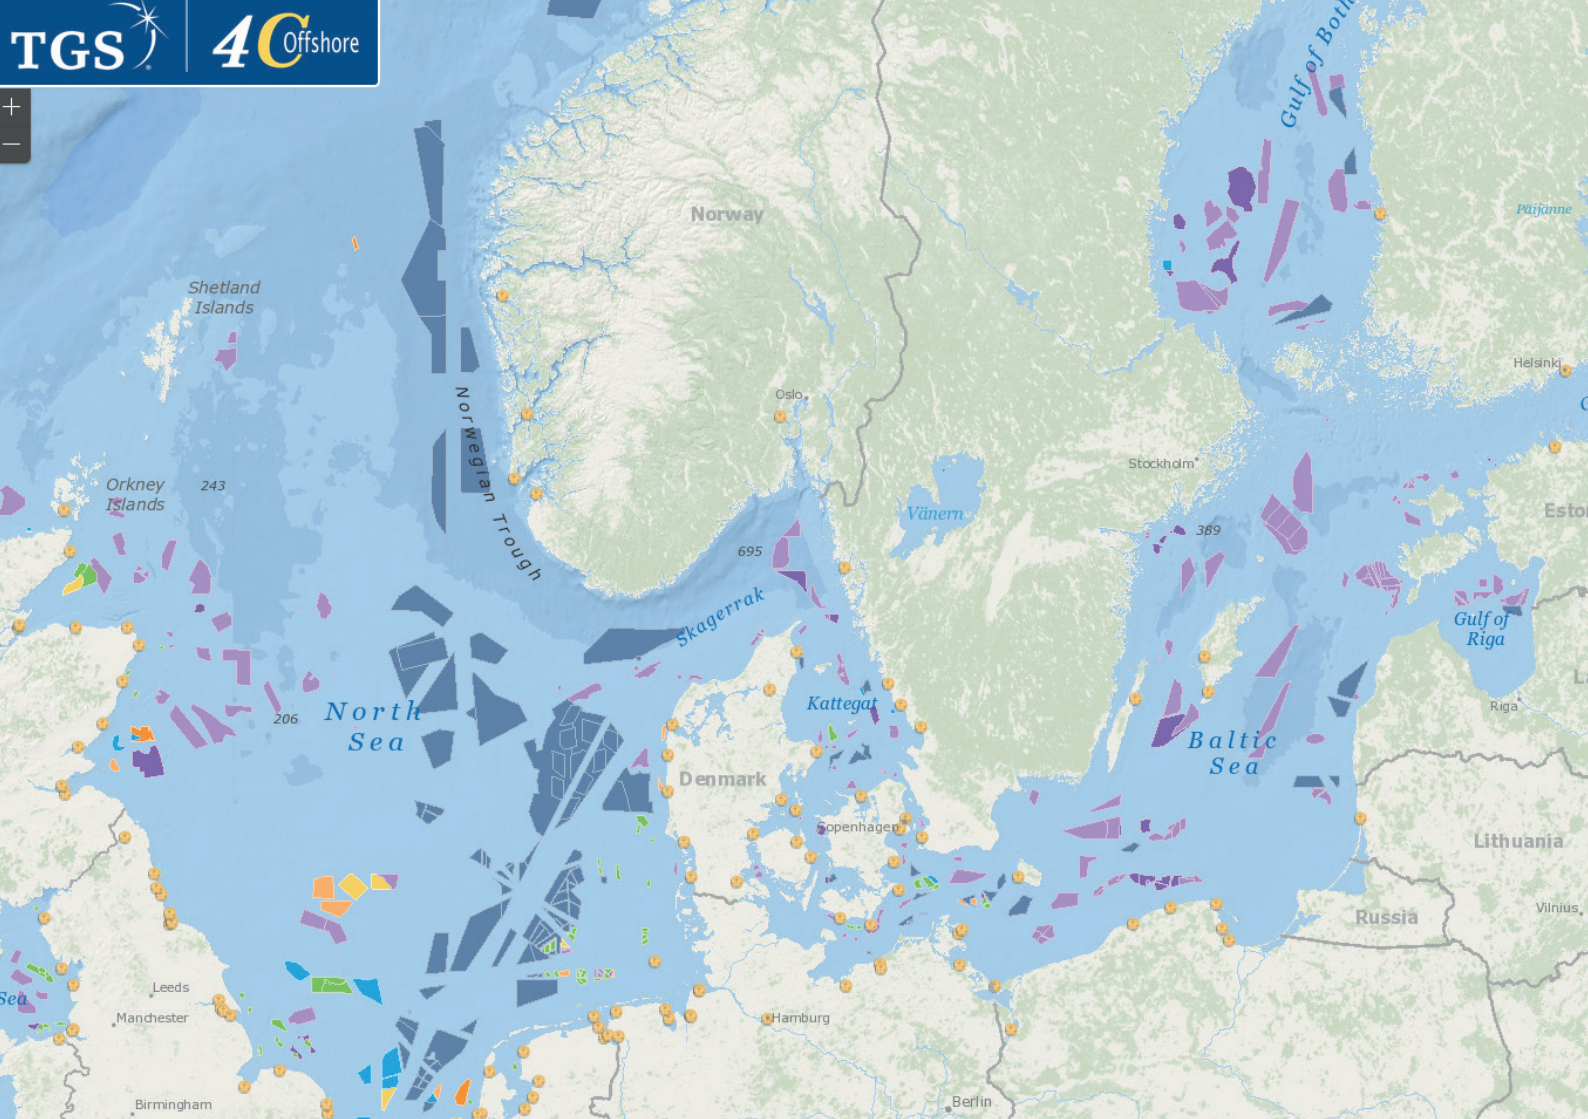 TGS
4C Offshore
+
−
Gulf of Both
Norway
Päijänne
Shetland
Islands
Helsinki
Oslo
Norwegian Trough
Stockholm
Orkney
Islands
243
Vänern
389
Esto
695
Skagerrak
Gulf of
Riga
206
North
Sea
Kattegat
Riga
Baltic
Sea
Denmark
Copenhagen
Lithuania
Russia
Vilnius
Leeds
Sea
Manchester
Hamburg
Birmingham
Berlin